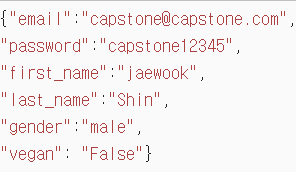 {"email":"capstone@capstone.com",
"password":"capstone12345",
"first_name":"jaewook",
"last_name":"Shin",
"gender":"male",
"vegan": "False"}